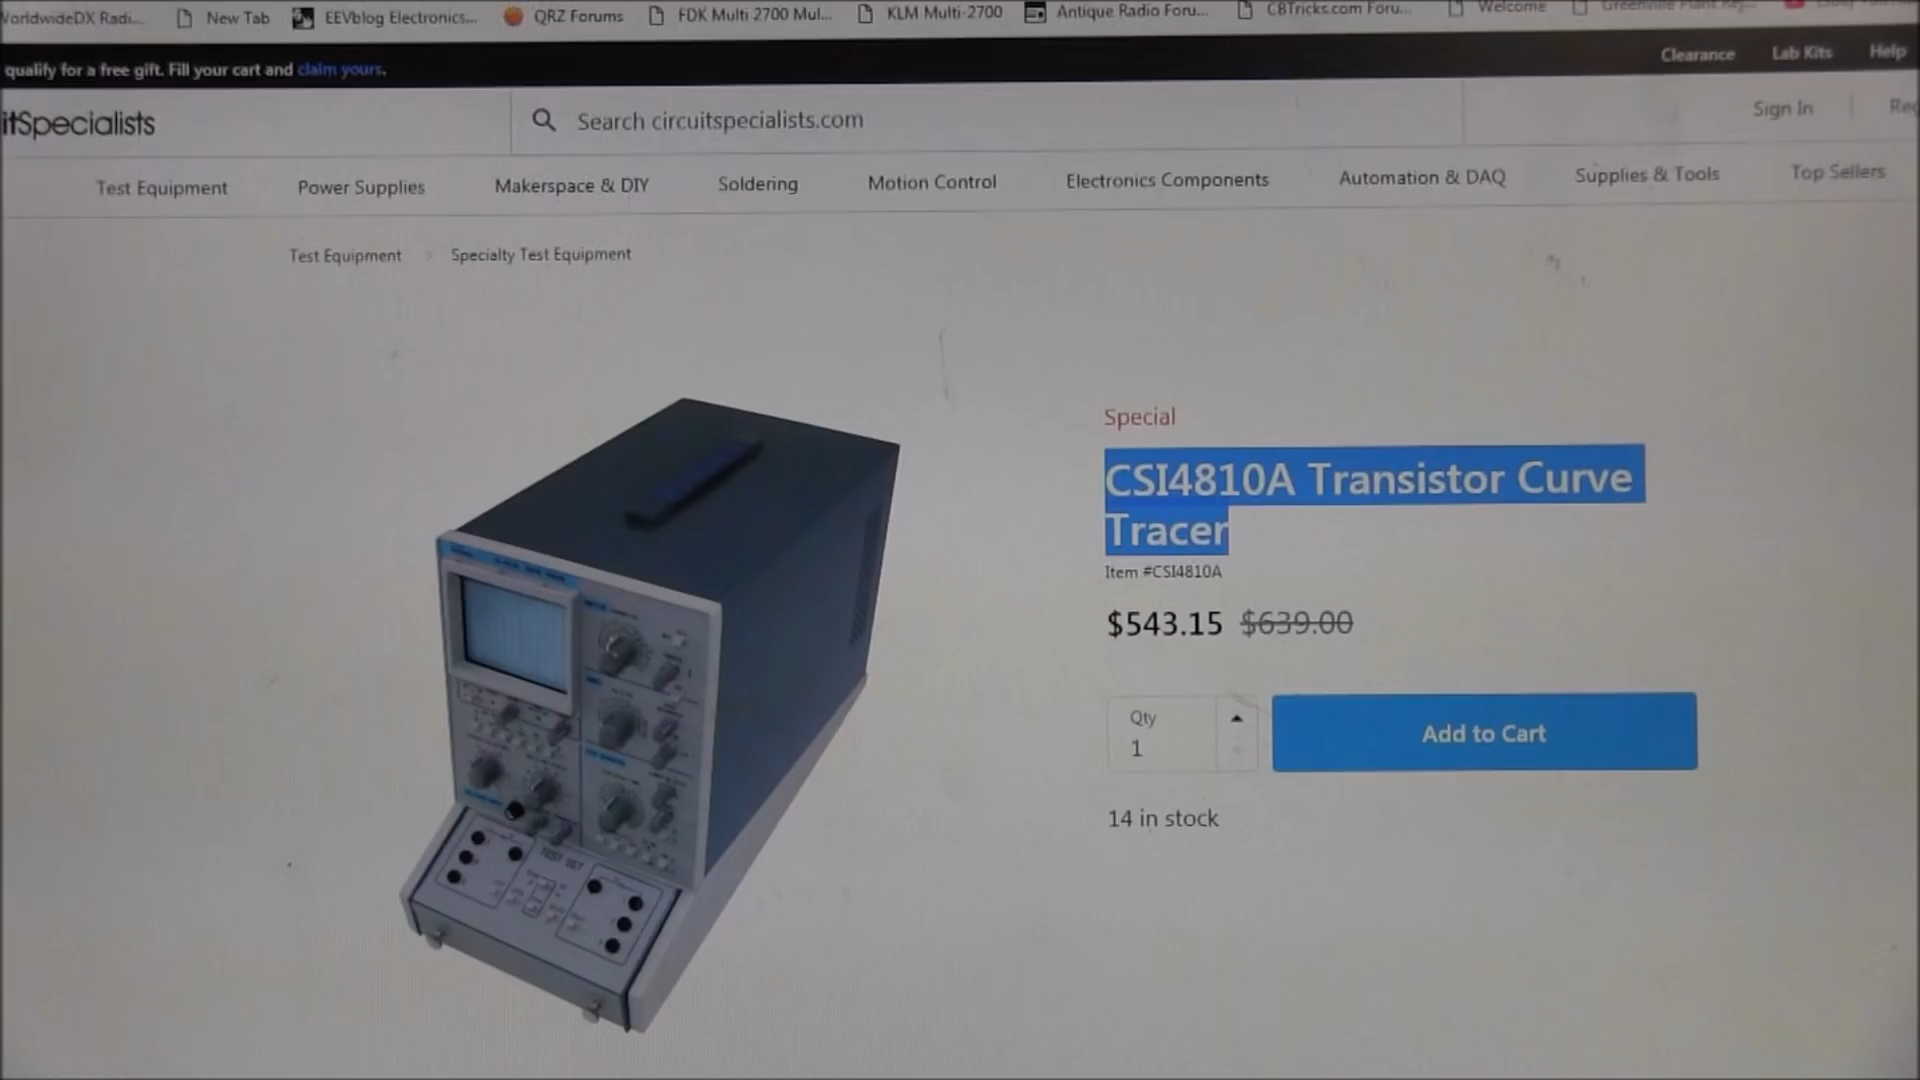 WorldwideDX Radi... New Tab EEVblog Electronics... QRZ Forums FDK Multi 2700 Mul... KLM Multi-2700 Antique Radio Foru... CBTricks.com Foru... Welcome
qualify for a free gift. Fill your cart and claim yours.
Clearance Lab Kits Help
itSpecialists
Search circuitspecialists.com
Sign In
Test Equipment Power Supplies Makerspace & DIY Soldering Motion Control Electronics Components Automation & DAQ Supplies & Tools Top Sellers
Test Equipment Specialty Test Equipment
Special
CSI4810A Transistor Curve
Tracer
Item #CSI4810A
$543.15 $639.00
Qty
1
Add to Cart
14 in stock
TEST SET